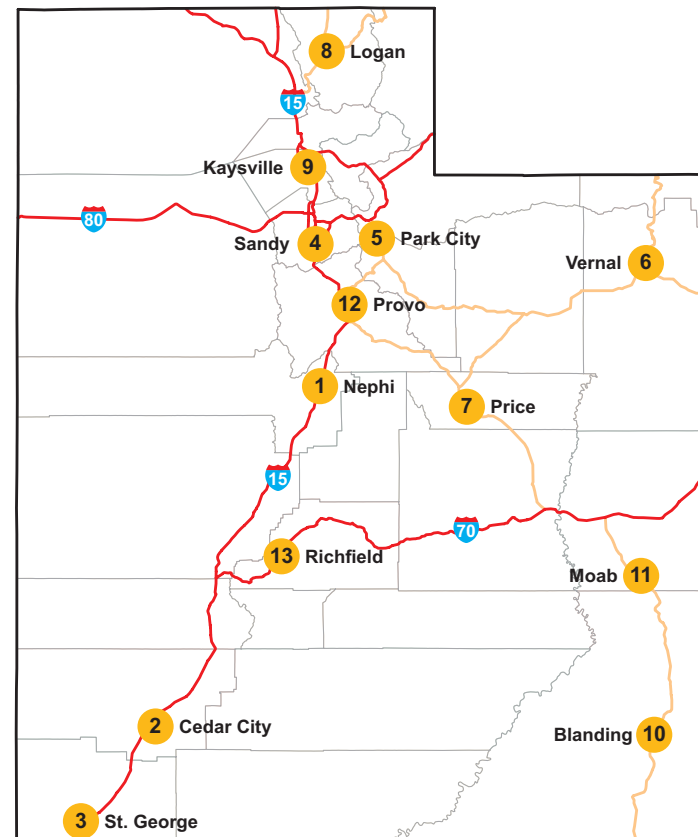 8 Logan
15
Kaysville 9
80
Sandy 4
5 Park City
Vernal 6
12 Provo
1 Nephi
7 Price
15
70
13 Richfield
Moab 11
2 Cedar City
Blanding 10
3 St. George